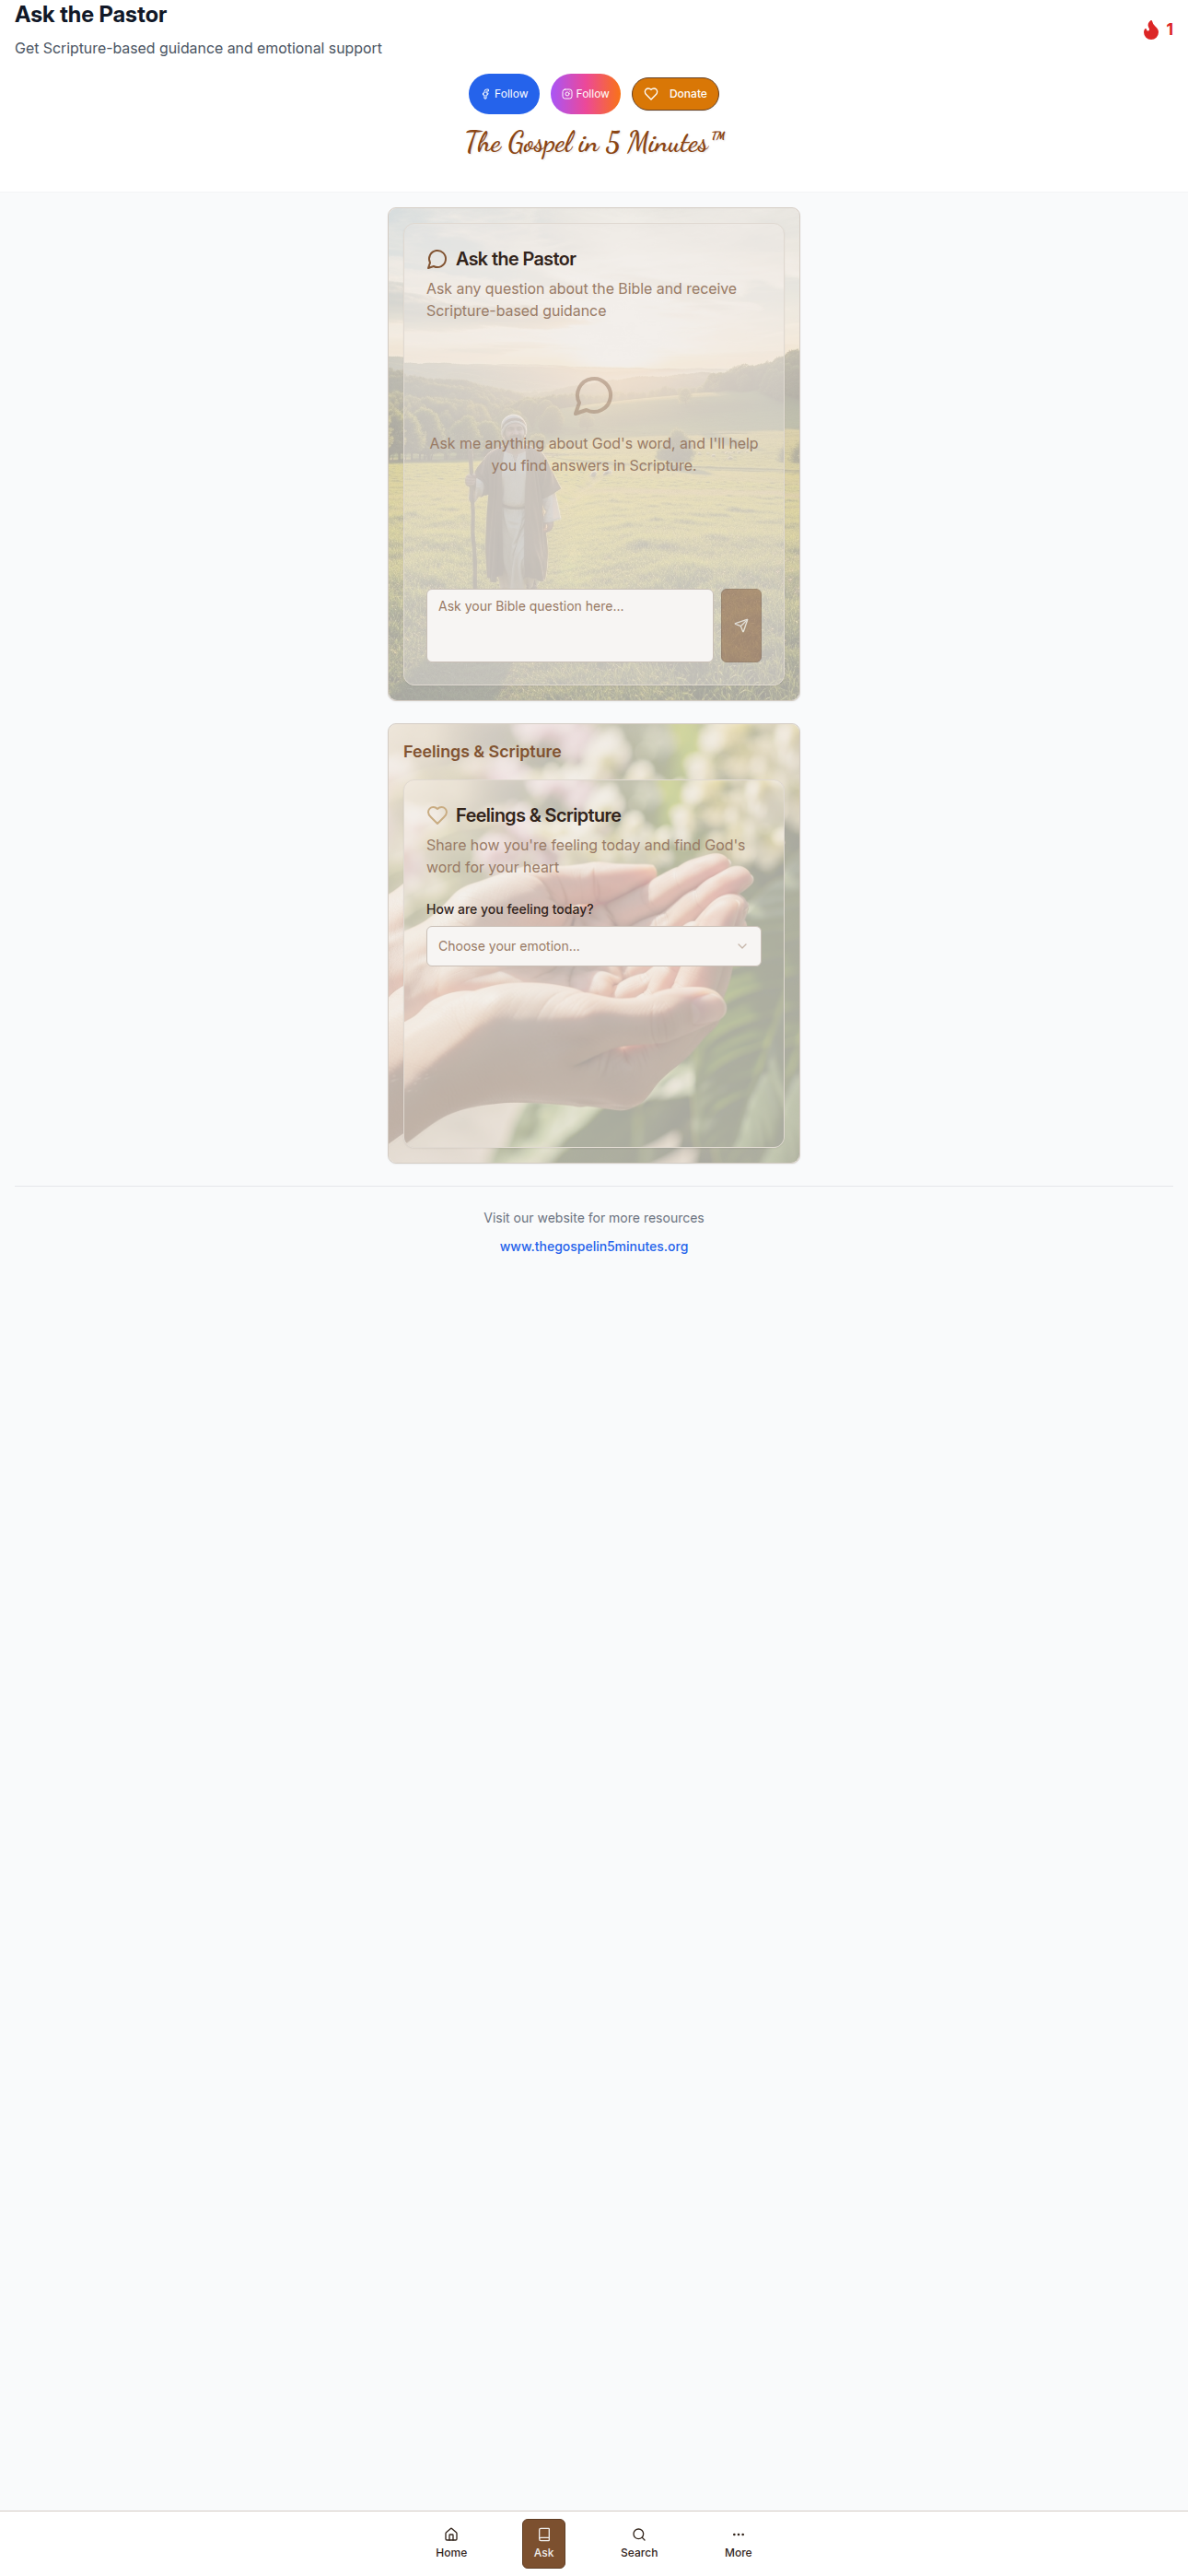 Ask the Pastor
Get Scripture-based guidance and emotional support
1
Follow
Follow
Donate
The Gospel in 5 Minutes™
Ask the Pastor
Ask any question about the Bible and receive
Scripture-based guidance
Ask me anything about God's word, and I'll help
you find answers in Scripture.
Ask your Bible question here...
Feelings & Scripture
Feelings & Scripture
Share how you're feeling today and find God's
word for your heart
How are you feeling today?
Choose your emotion...
Visit our website for more resources
www.thegospelin5minutes.org
Home
Ask
Search
More